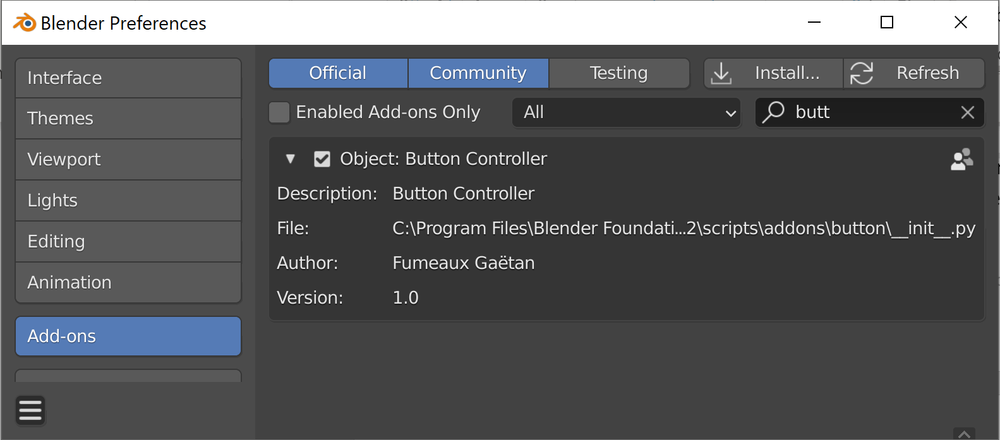 Blender Preferences
Interface
Themes
Viewport
Lights
Editing
Animation
Add-ons
Official Community Testing Install... Refresh
Enabled Add-ons Only All butt
Object: Button Controller
Description: Button Controller
File: C:\Program Files\Blender Foundati...2\scripts\addons\button\__init__.py
Author: Fumeaux Gaëtan
Version: 1.0